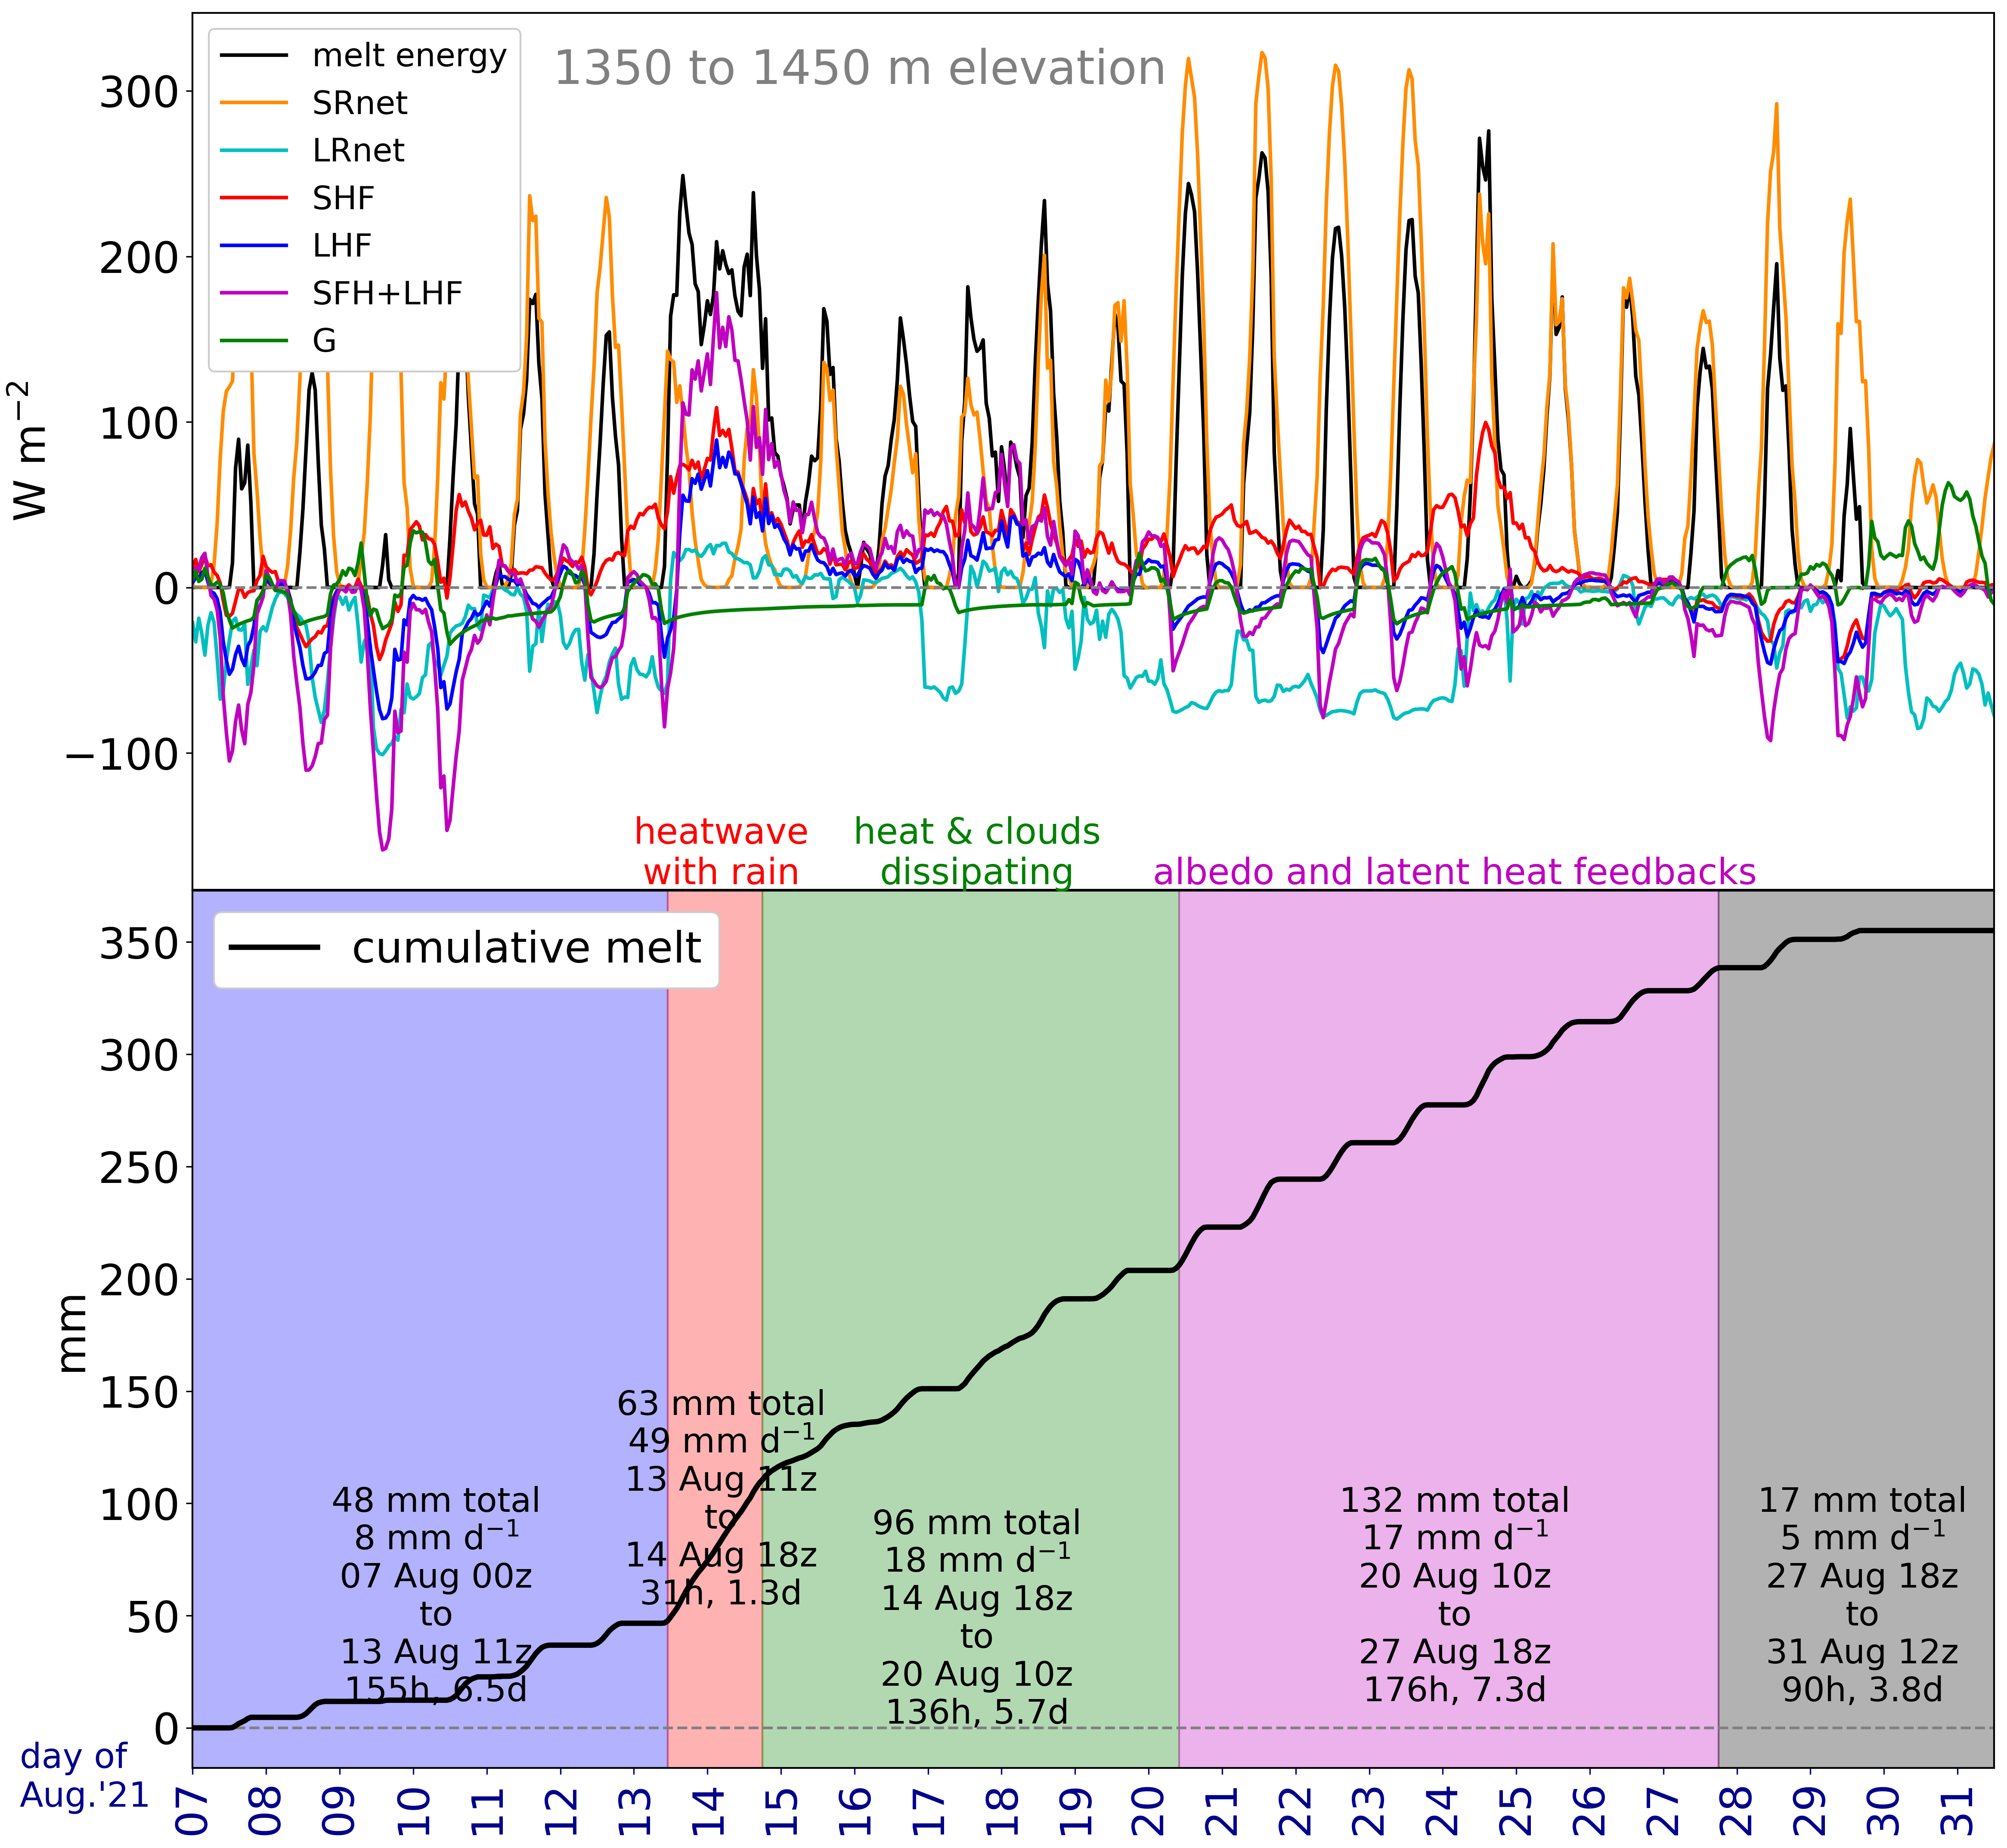 1350 to 1450 m elevation
melt energy
SRnet
LRnet
SHF
LHF
SFH+LHF
G
W m⁻²
300
200
100
0
−100
heatwave
with rain
heat & clouds
dissipating
albedo and latent heat feedbacks
cumulative melt
mm
350
300
250
200
150
100
50
0
48 mm total
8 mm d⁻¹
07 Aug 00z
to
13 Aug 11z
155h, 6.5d
63 mm total
49 mm d⁻¹
13 Aug 11z
to
14 Aug 18z
31h, 1.3d
96 mm total
18 mm d⁻¹
14 Aug 18z
to
20 Aug 10z
136h, 5.7d
132 mm total
17 mm d⁻¹
20 Aug 10z
to
27 Aug 18z
176h, 7.3d
17 mm total
5 mm d⁻¹
27 Aug 18z
to
31 Aug 12z
90h, 3.8d
day of
Aug.'21
07 08 09 10 11 12 13 14 15 16 17 18 19 20 21 22 23 24 25 26 27 28 29 30 31